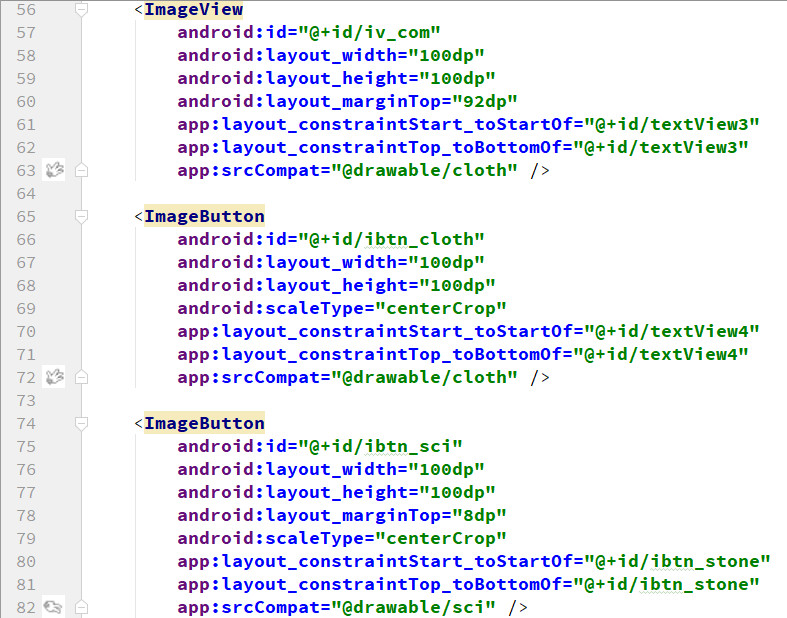 56 <ImageView
57 android:id="@+id/iv_com"
58 android:layout_width="100dp"
59 android:layout_height="100dp"
60 android:layout_marginTop="92dp"
61 app:layout_constraintStart_toStartOf="@+id/textView3"
62 app:layout_constraintTop_toBottomOf="@+id/textView3"
63 app:srcCompat="@drawable/cloth" />
64
65 <ImageButton
66 android:id="@+id/ibtn_cloth"
67 android:layout_width="100dp"
68 android:layout_height="100dp"
69 android:scaleType="centerCrop"
70 app:layout_constraintStart_toStartOf="@+id/textView4"
71 app:layout_constraintTop_toBottomOf="@+id/textView4"
72 app:srcCompat="@drawable/cloth" />
73
74 <ImageButton
75 android:id="@+id/ibtn_sci"
76 android:layout_width="100dp"
77 android:layout_height="100dp"
78 android:layout_marginTop="8dp"
79 android:scaleType="centerCrop"
80 app:layout_constraintStart_toStartOf="@+id/ibtn_stone"
81 app:layout_constraintTop_toBottomOf="@+id/ibtn_stone"
82 app:srcCompat="@drawable/sci" />